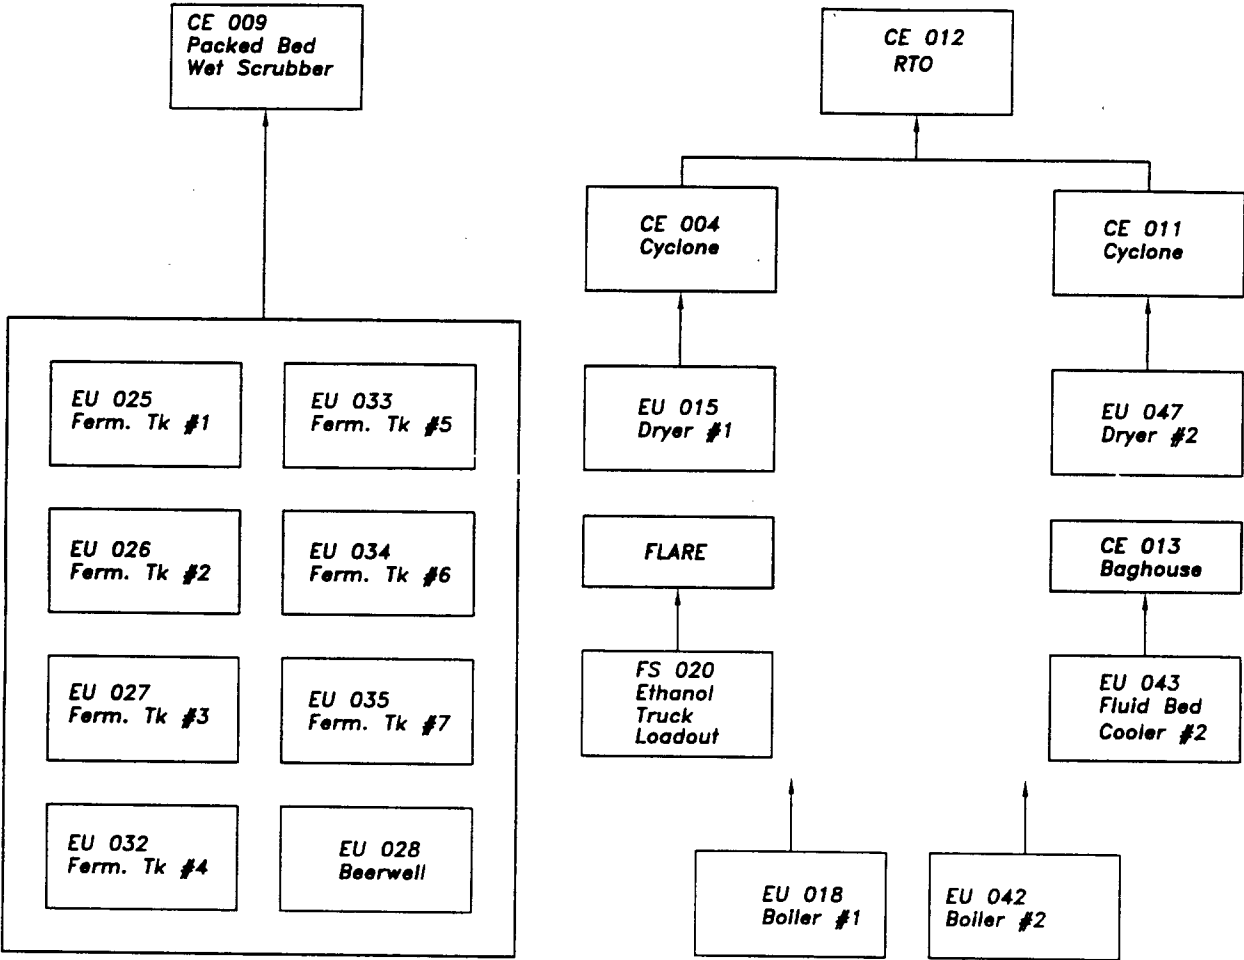 CE 009
Packed Bed
Wet Scrubber
CE 012
RTO
CE 004
Cyclone
CE 011
Cyclone
EU 025
Ferm. Tk #1
EU 033
Ferm. Tk #5
EU 015
Dryer #1
EU 047
Dryer #2
EU 026
Ferm. Tk #2
EU 034
Ferm. Tk #6
FLARE
CE 013
Baghouse
EU 027
Ferm. Tk #3
EU 035
Ferm. Tk #7
FS 020
Ethanol
Truck
Loadout
EU 043
Fluid Bed
Cooler #2
EU 032
Ferm. Tk #4
EU 028
Beerwell
EU 018
Boiler #1
EU 042
Boiler #2